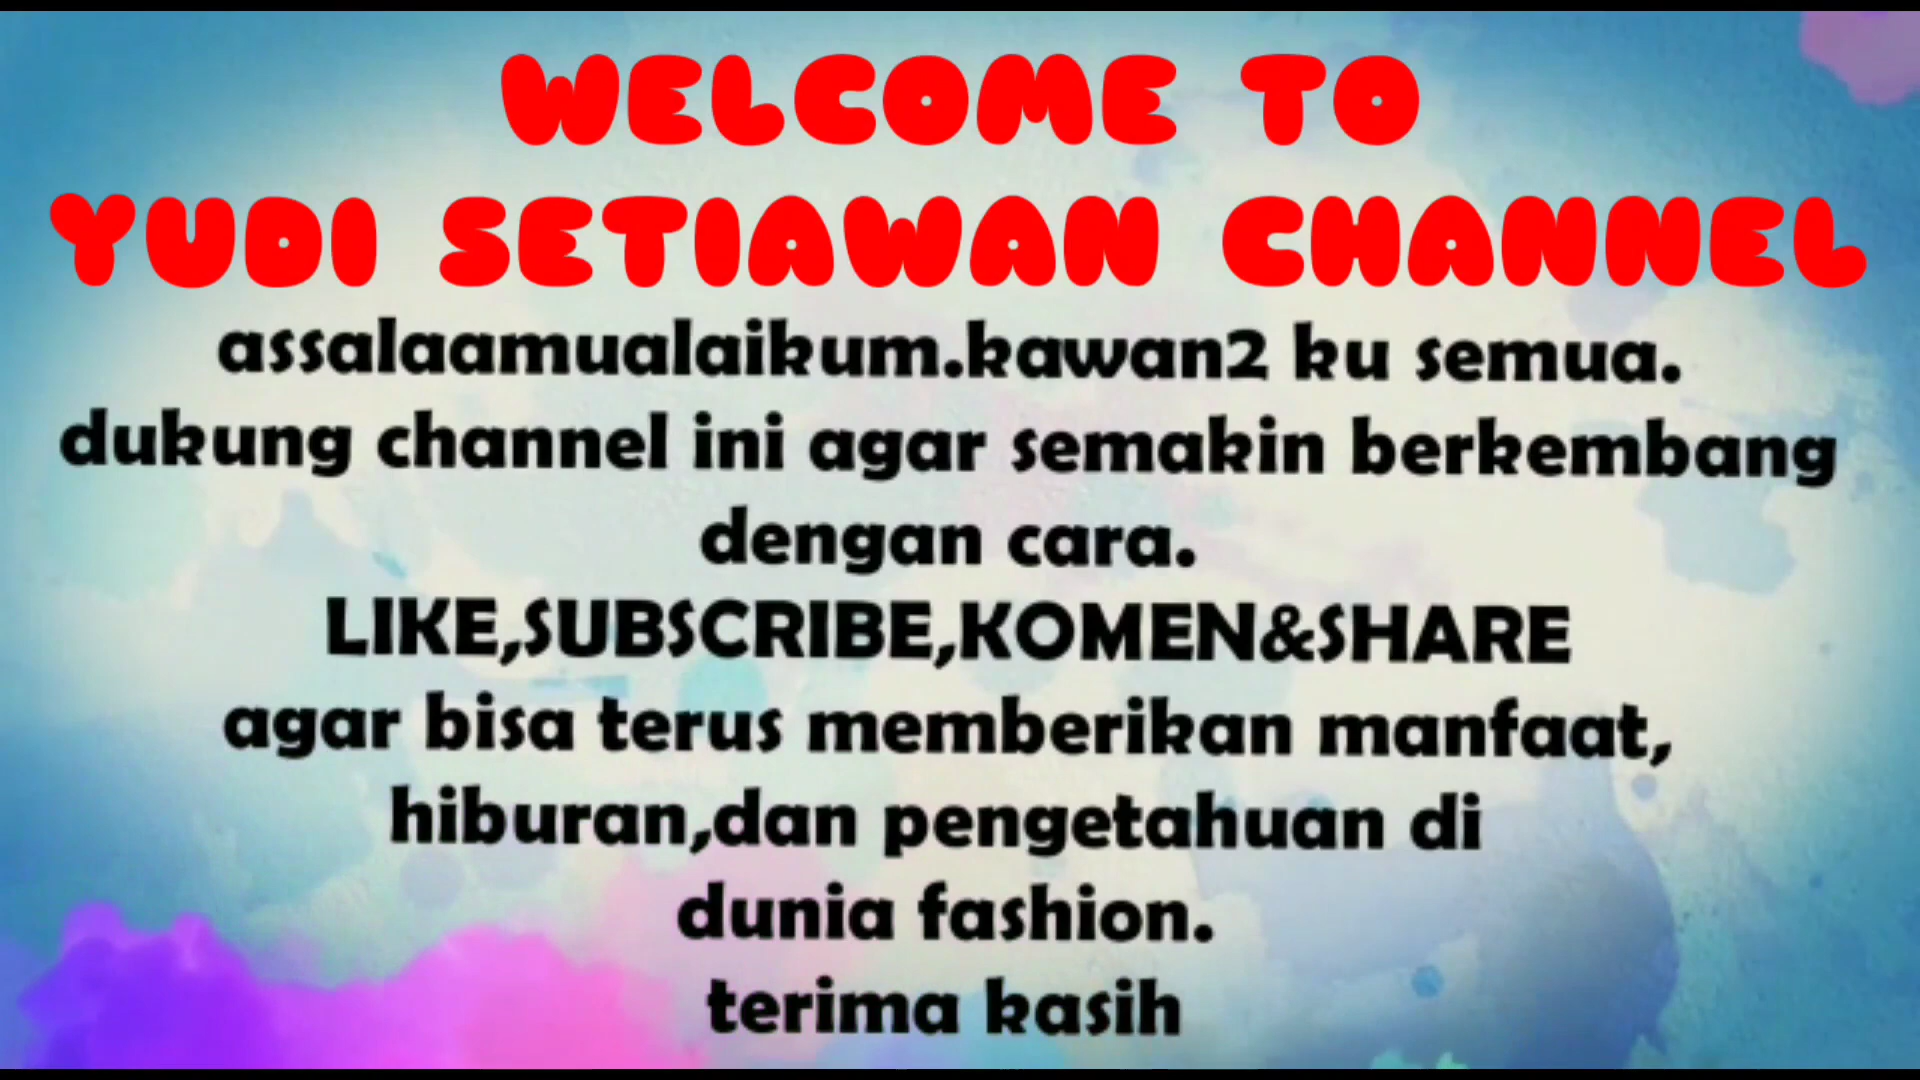 WELCOME TO
YUDI SETIAWAN CHANNEL
assalaamualaikum.kawan2 ku semua.
dukung channel ini agar semakin berkembang
dengan cara.
LIKE,SUBSCRIBE,KOMEN&SHARE
agar bisa terus memberikan manfaat,
hiburan,dan pengetahuan di
dunia fashion.
terima kasih